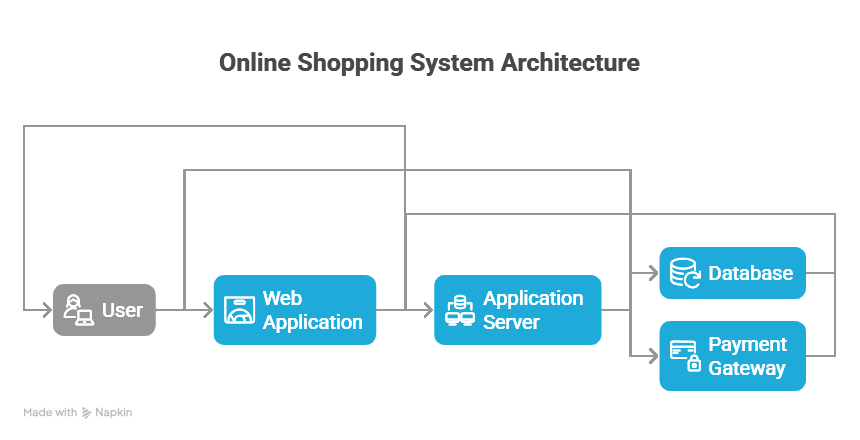 Online Shopping System Architecture
User
Web
Application
Application
Server
Database
Payment
Gateway
Made with Napkin